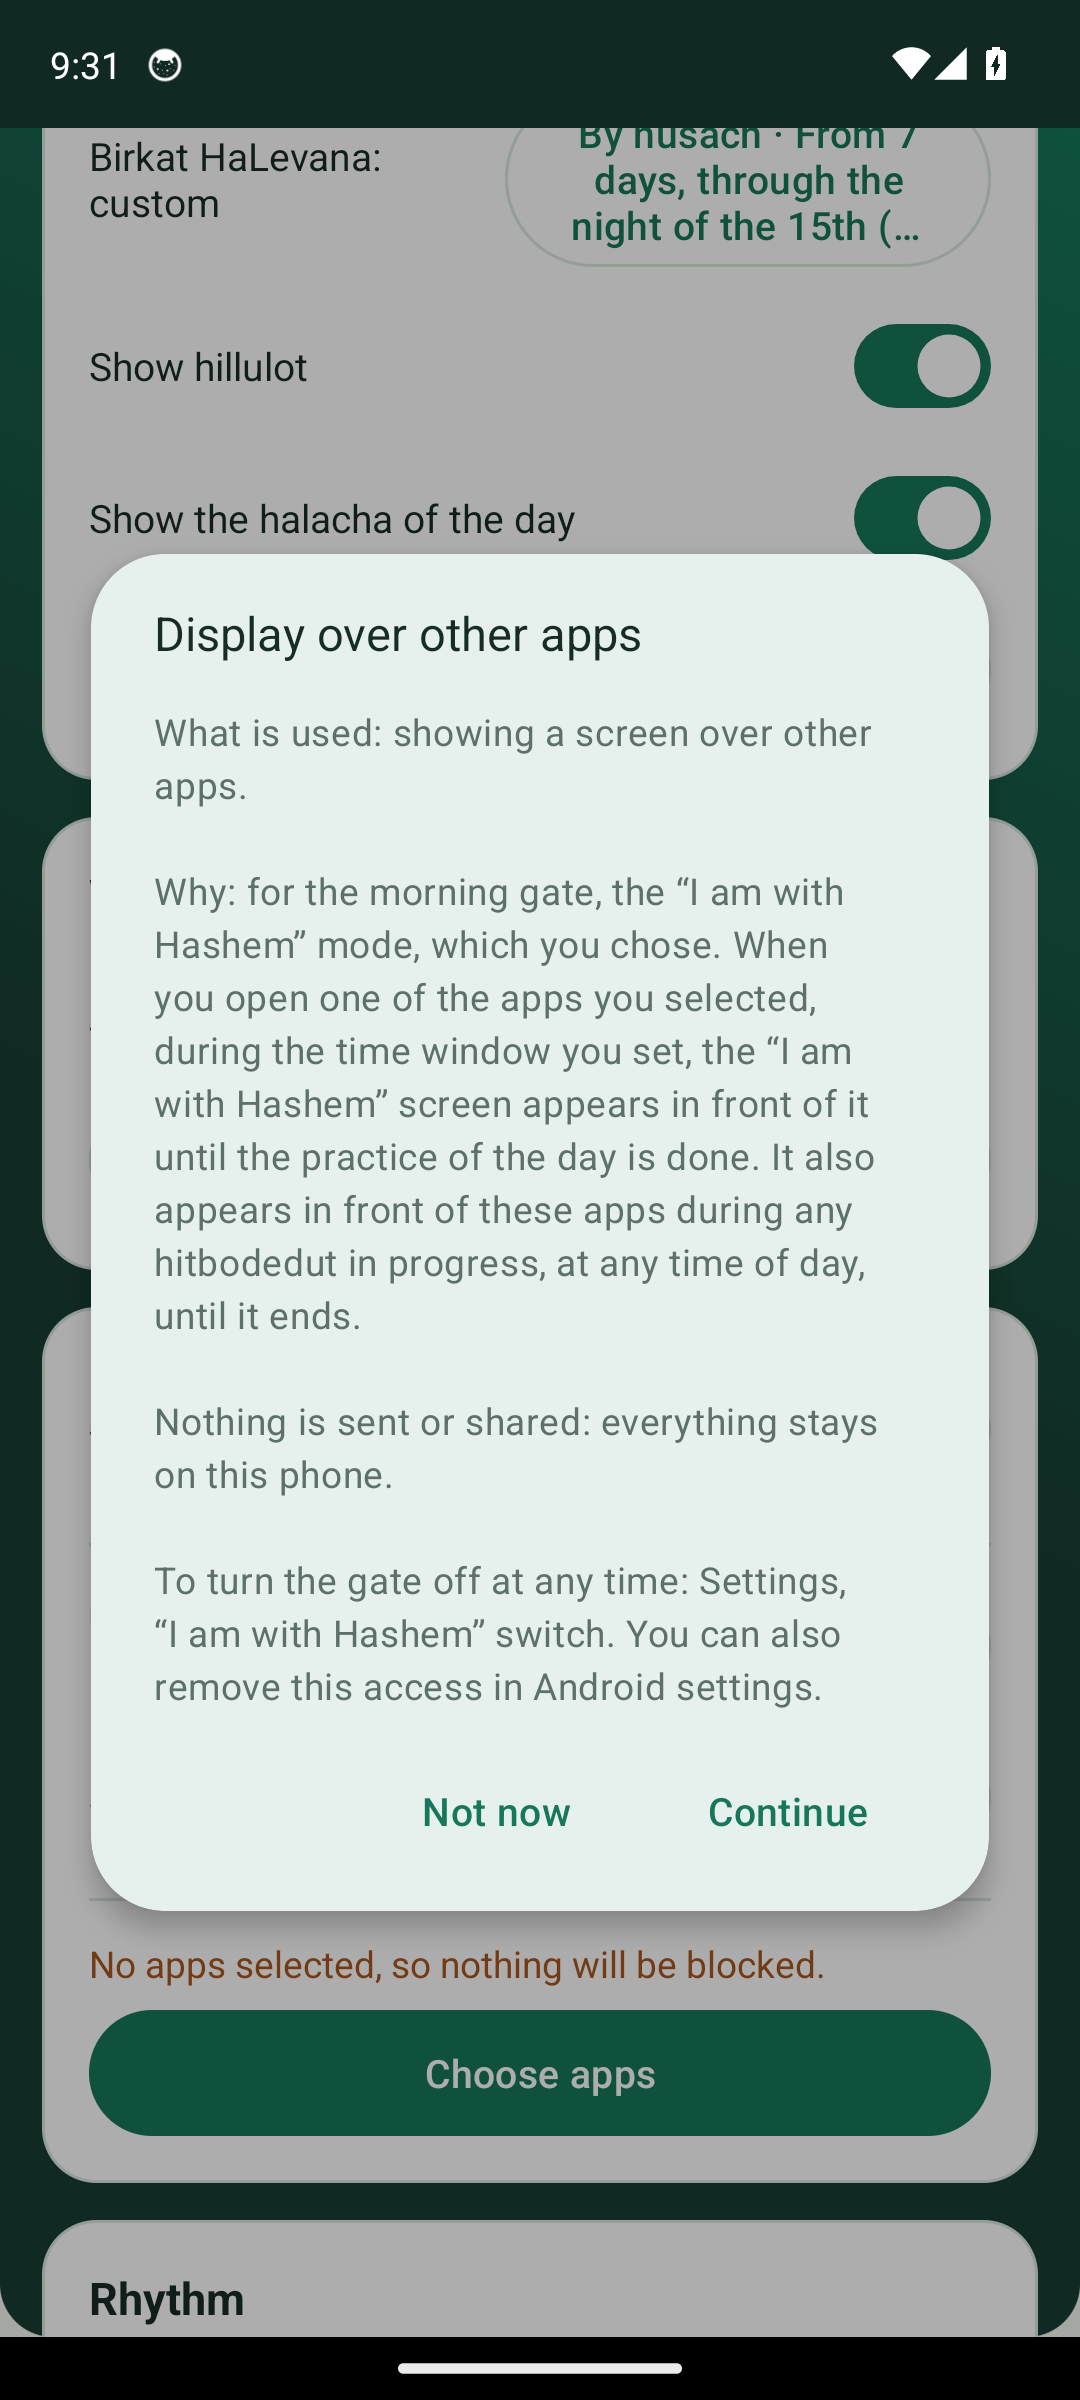 9:31
Birkat HaLevana:
custom
By nusach · From 7
days, through the
night of the 15th (…
Show hillulot
Show the halacha of the day
Display over other apps
What is used: showing a screen over other
apps.
Why: for the morning gate, the “I am with
Hashem” mode, which you chose. When
you open one of the apps you selected,
during the time window you set, the “I am
with Hashem” screen appears in front of it
until the practice of the day is done. It also
appears in front of these apps during any
hitbodedut in progress, at any time of day,
until it ends.
Nothing is sent or shared: everything stays
on this phone.
To turn the gate off at any time: Settings,
“I am with Hashem” switch. You can also
remove this access in Android settings.
Not now
Continue
No apps selected, so nothing will be blocked.
Choose apps
Rhythm